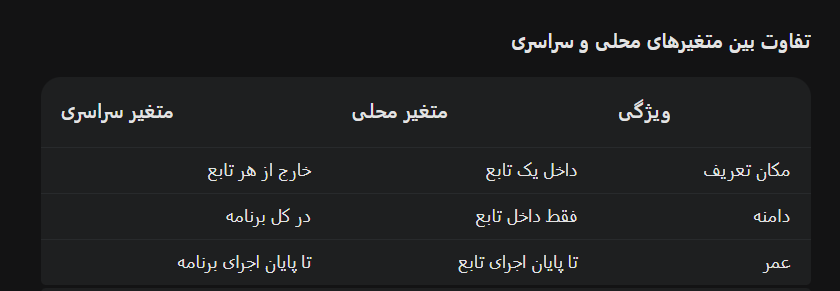 تفاوت بین متغیرهای محلی و سراسری
ویژگی متغیر محلی متغیر سراسری
مکان تعریف داخل یک تابع خارج از هر تابع
دامنه فقط داخل تابع در کل برنامه
عمر تا پایان اجرای تابع تا پایان اجرای برنامه